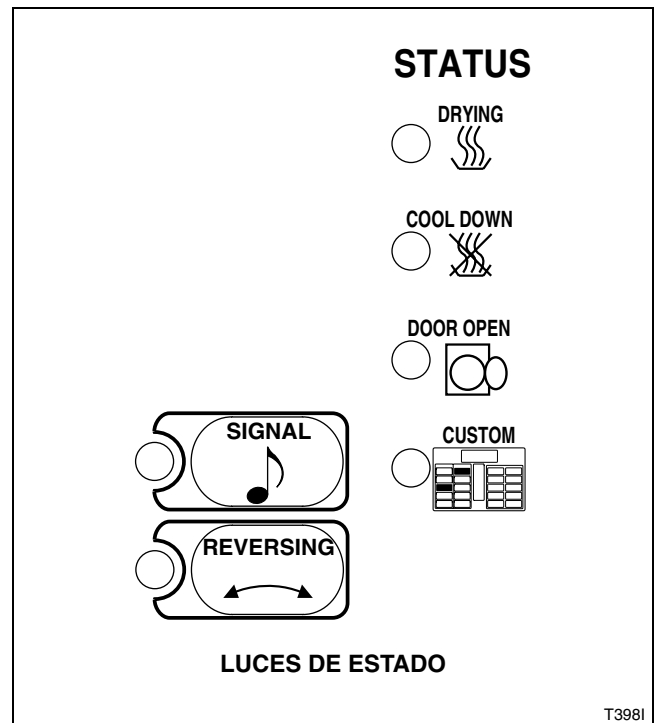 STATUS
DRYING
COOL DOWN
DOOR OPEN
CUSTOM
SIGNAL
REVERSING
LUCES DE ESTADO
T398I